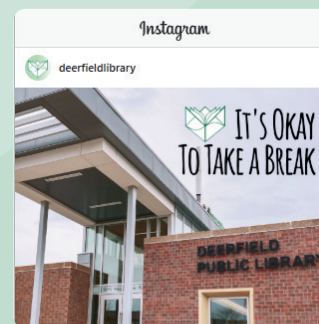 Instagram
deerfieldlibrary
It's Okay
To Take a Break
DEERFIELD
PUBLIC LIBRARY